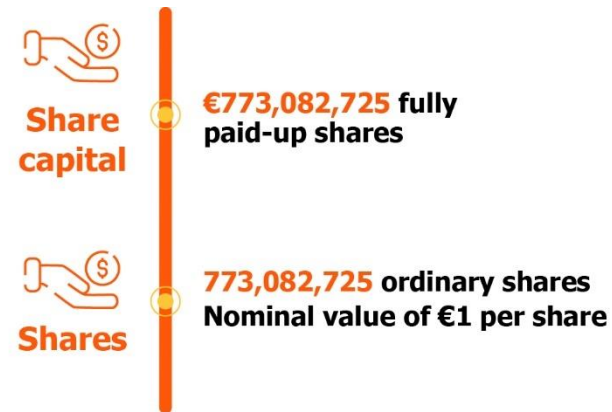 Share
capital
€773,082,725 fully
paid-up shares
Shares
773,082,725 ordinary shares
Nominal value of €1 per share